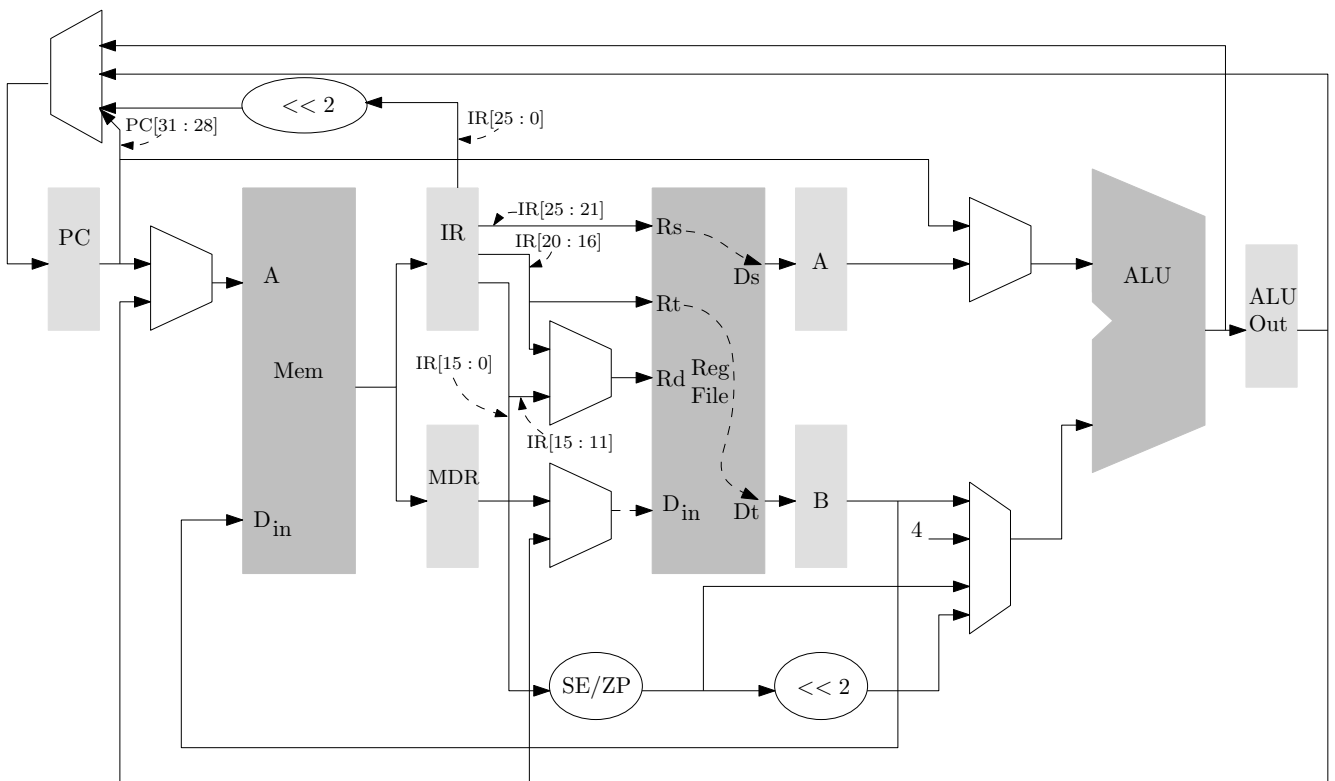 << 2
PC[31 : 28]
IR[25 : 0]
PC
A
Mem
D in
IR
IR[25 : 21]
IR[20 : 16]
IR[15 : 0]
IR[15 : 11]
MDR
Rs
Ds
Rt
Rd
Reg
File
D in
Dt
A
B
4
ALU
ALU
Out
SE/ZP
<< 2